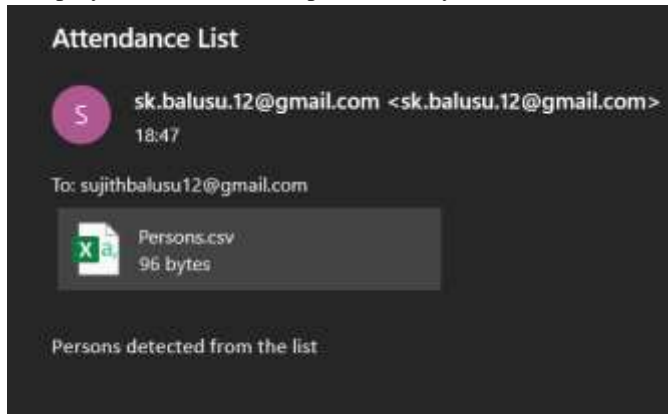 Attendance List
S
sk.balusu.12@gmail.com <sk.balusu.12@gmail.com>
18:47
To: sujithbalusu12@gmail.com
X a,
Persons.csv
96 bytes
Persons detected from the list